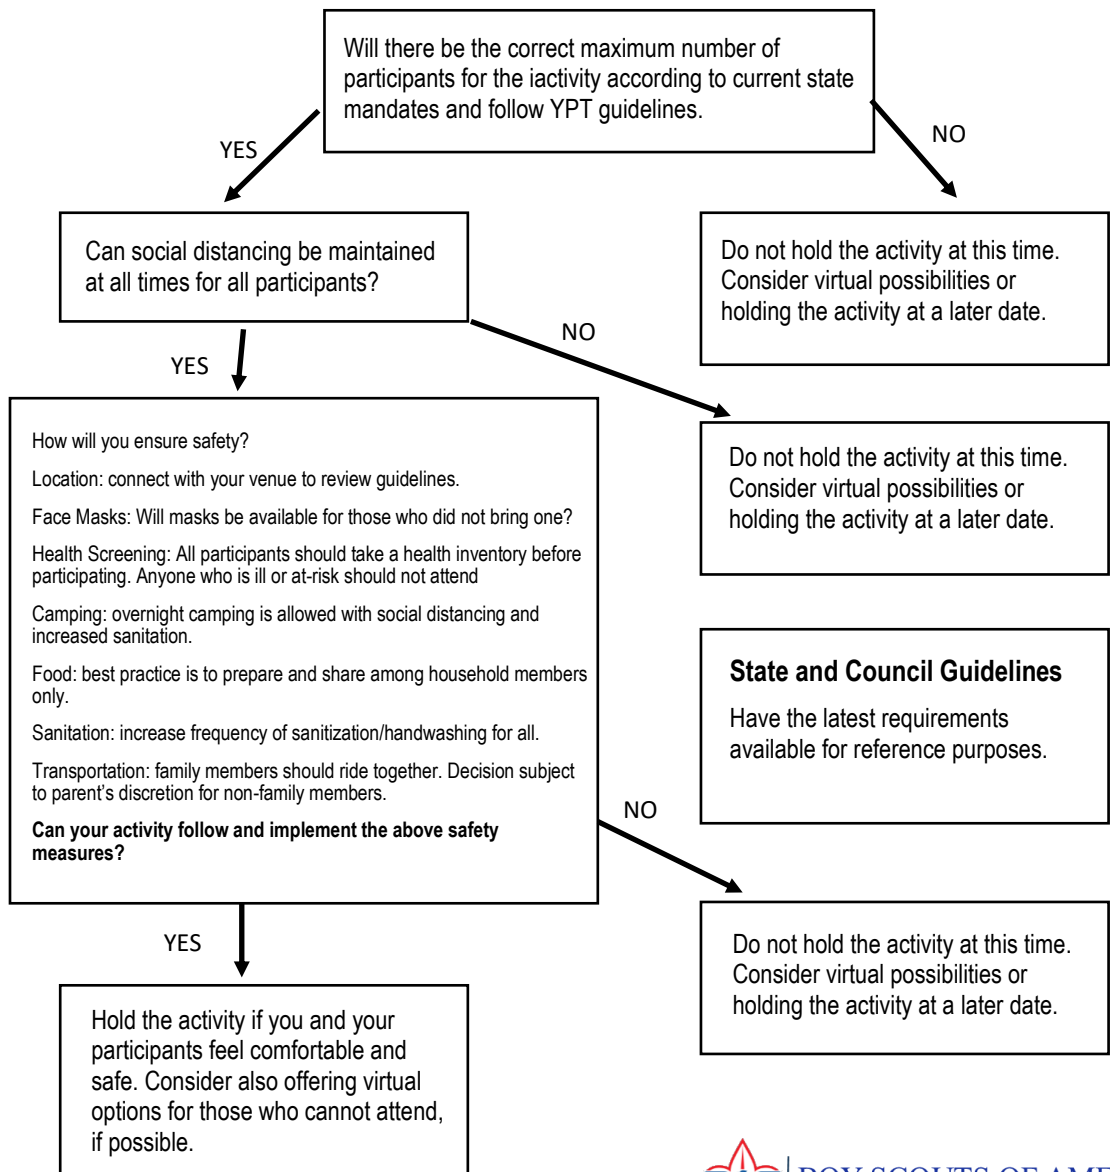 Will there be the correct maximum number of
participants for the iactivity according to current state
mandates and follow YPT guidelines.
YES
NO
Can social distancing be maintained
at all times for all participants?
Do not hold the activity at this time.
Consider virtual possibilities or
holding the activity at a later date.
YES
NO
How will you ensure safety?
Location: connect with your venue to review guidelines.
Face Masks: Will masks be available for those who did not bring one?
Health Screening: All participants should take a health inventory before
participating. Anyone who is ill or at-risk should not attend
Camping: overnight camping is allowed with social distancing and
increased sanitation.
Food: best practice is to prepare and share among household members
only.
Sanitation: increase frequency of sanitization/handwashing for all.
Transportation: family members should ride together. Decision subject
to parent’s discretion for non-family members.
Can your activity follow and implement the above safety
measures?
Do not hold the activity at this time.
Consider virtual possibilities or
holding the activity at a later date.
State and Council Guidelines
Have the latest requirements
available for reference purposes.
NO
YES
Do not hold the activity at this time.
Consider virtual possibilities or
holding the activity at a later date.
Hold the activity if you and your
participants feel comfortable and
safe. Consider also offering virtual
options for those who cannot attend,
if possible.
BOY SCOUTS OF